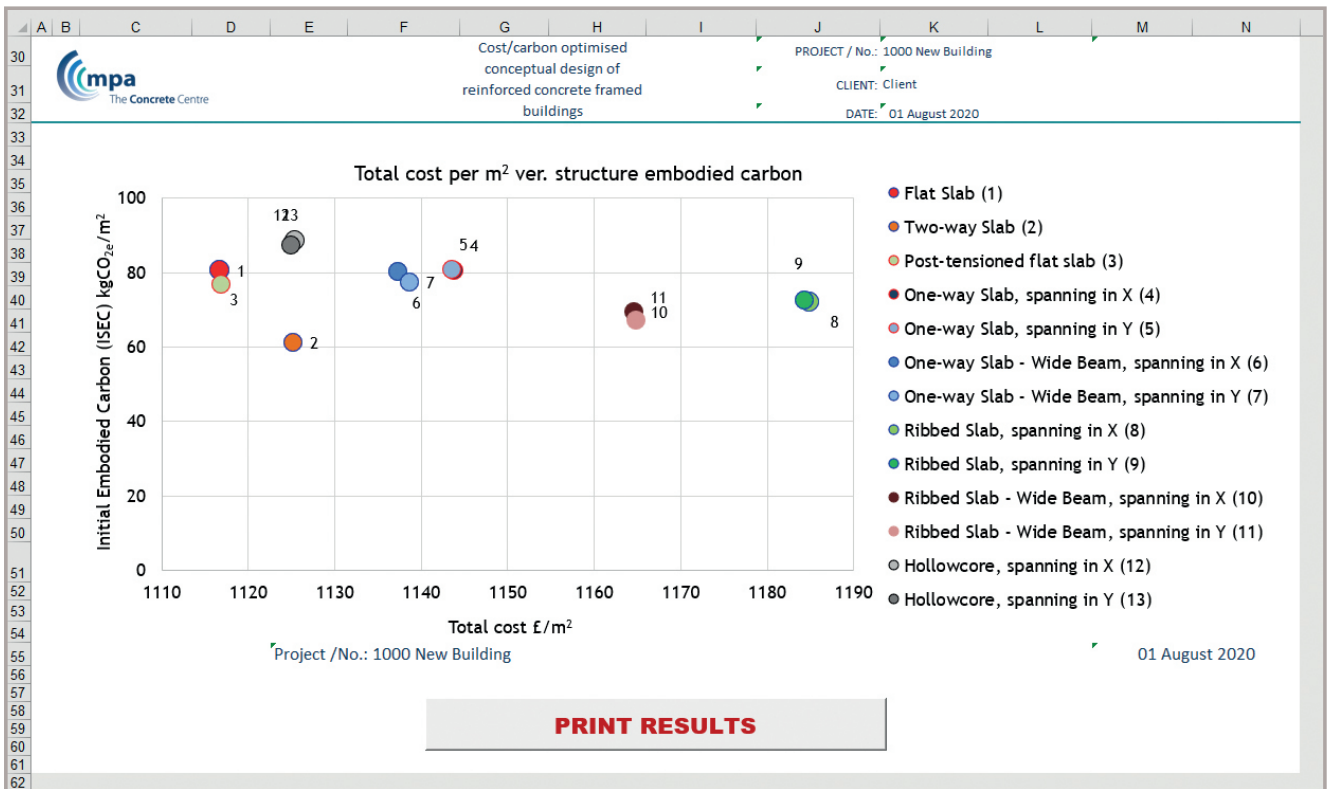 A B C D E F G H I J K L M N
30
31
32
33
34
35
36
37
38
39
40
41
42
43
44
45
46
47
48
49
50
51
52
53
54
55
56
57
58
59
60
61
62
mpa
The Concrete Centre
Cost/carbon optimised
conceptual design of
reinforced concrete framed
buildings
PROJECT / No.: 1000 New Building
CLIENT: Client
DATE: 01 August 2020
Total cost per m² ver. structure embodied carbon
Initial Embodied Carbon (ISEC) kgCO₂ₑ/m²
100
80
60
40
20
0
1213
1
3
2
7
6
5 4
11
10
9
8
1110 1120 1130 1140 1150 1160 1170 1180 1190
Total cost £/m²
Flat Slab (1)
Two-way Slab (2)
Post-tensioned flat slab (3)
One-way Slab, spanning in X (4)
One-way Slab, spanning in Y (5)
One-way Slab - Wide Beam, spanning in X (6)
One-way Slab - Wide Beam, spanning in Y (7)
Ribbed Slab, spanning in X (8)
Ribbed Slab, spanning in Y (9)
Ribbed Slab - Wide Beam, spanning in X (10)
Ribbed Slab - Wide Beam, spanning in Y (11)
Hollowcore, spanning in X (12)
Hollowcore, spanning in Y (13)
Project /No.: 1000 New Building
01 August 2020
PRINT RESULTS